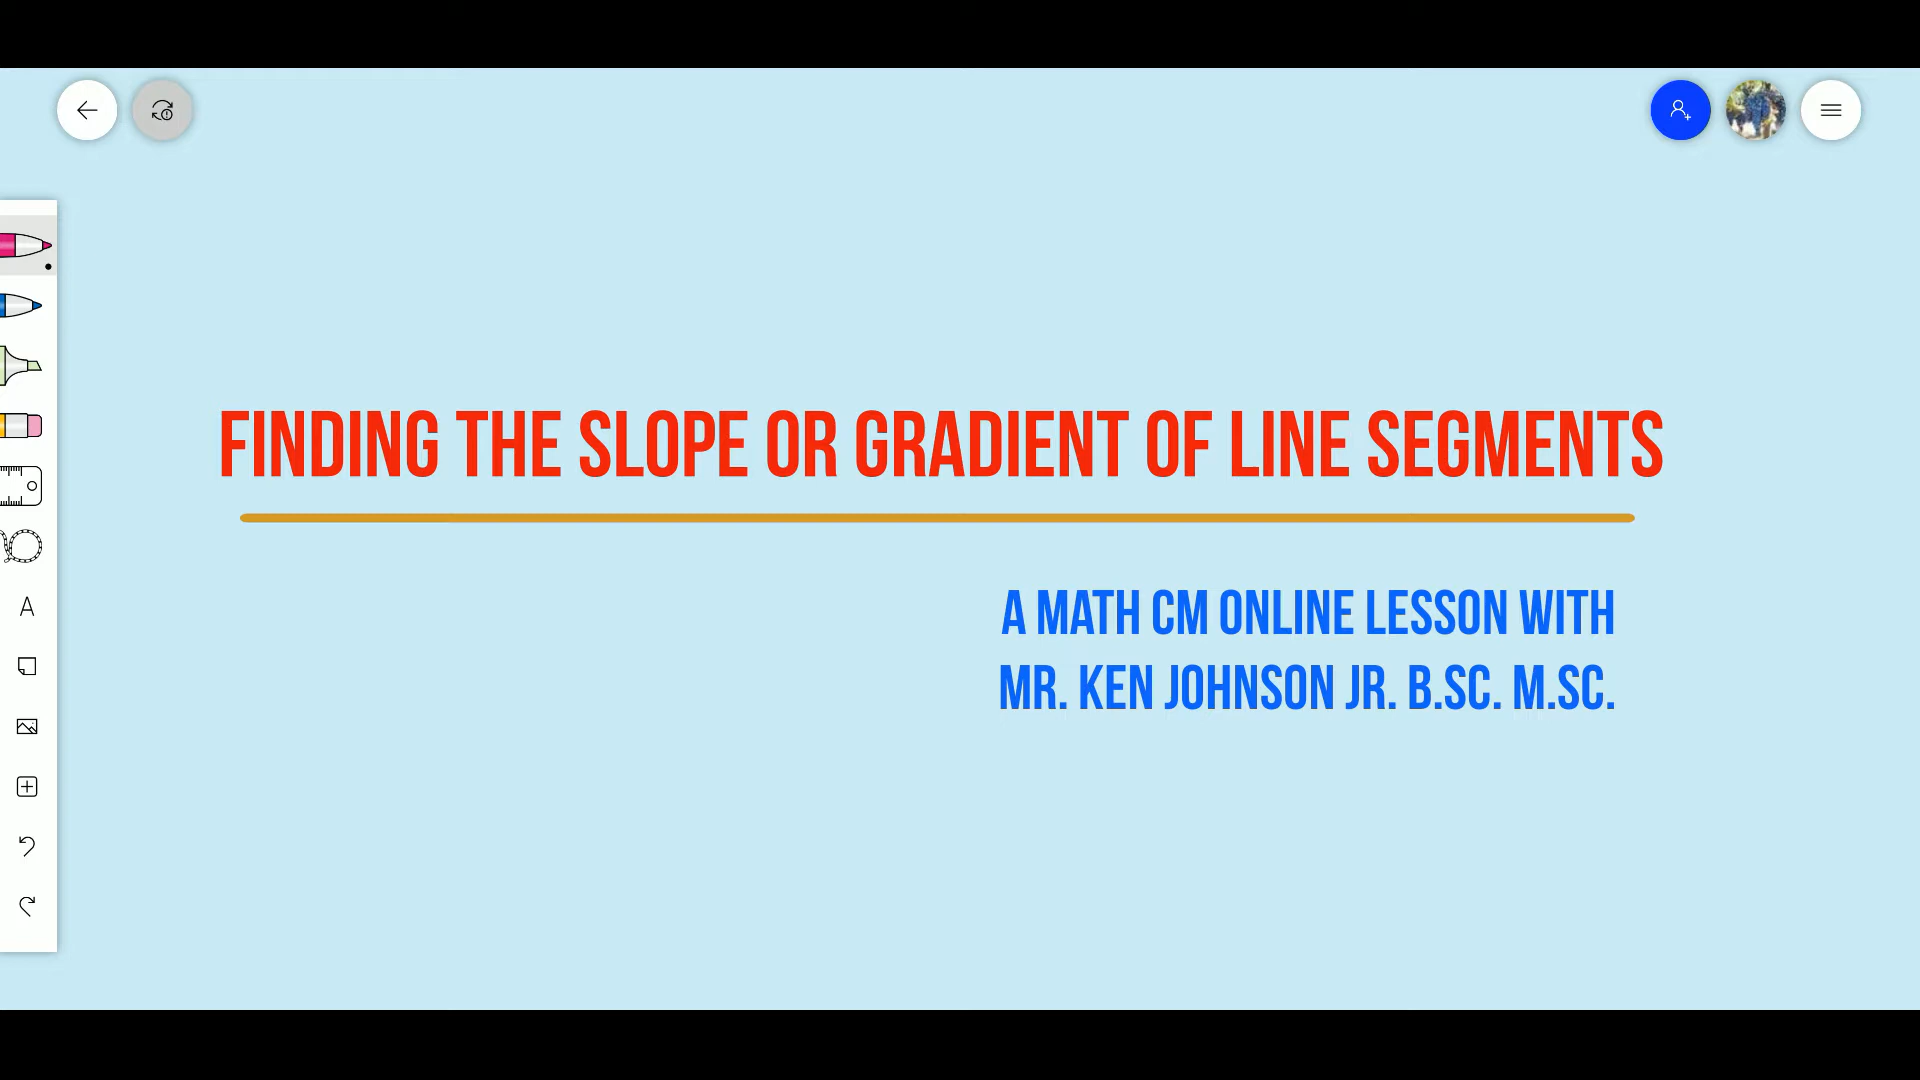 FINDING THE SLOPE OR GRADIENT OF LINE SEGMENTS
A MATH CM ONLINE LESSON WITH
MR. KEN JOHNSON JR. B.SC. M.SC.
A